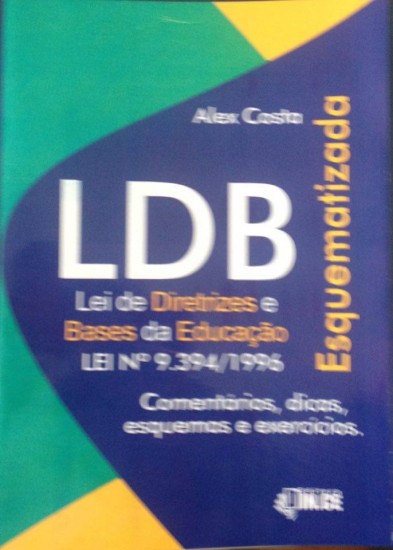 Alex Costa
LDB
Esquematizada
Lei de Diretrizes e
Bases da Educação
LEI Nº 9.394/1996
Comentários, dicas,
esquemas e exercícios.